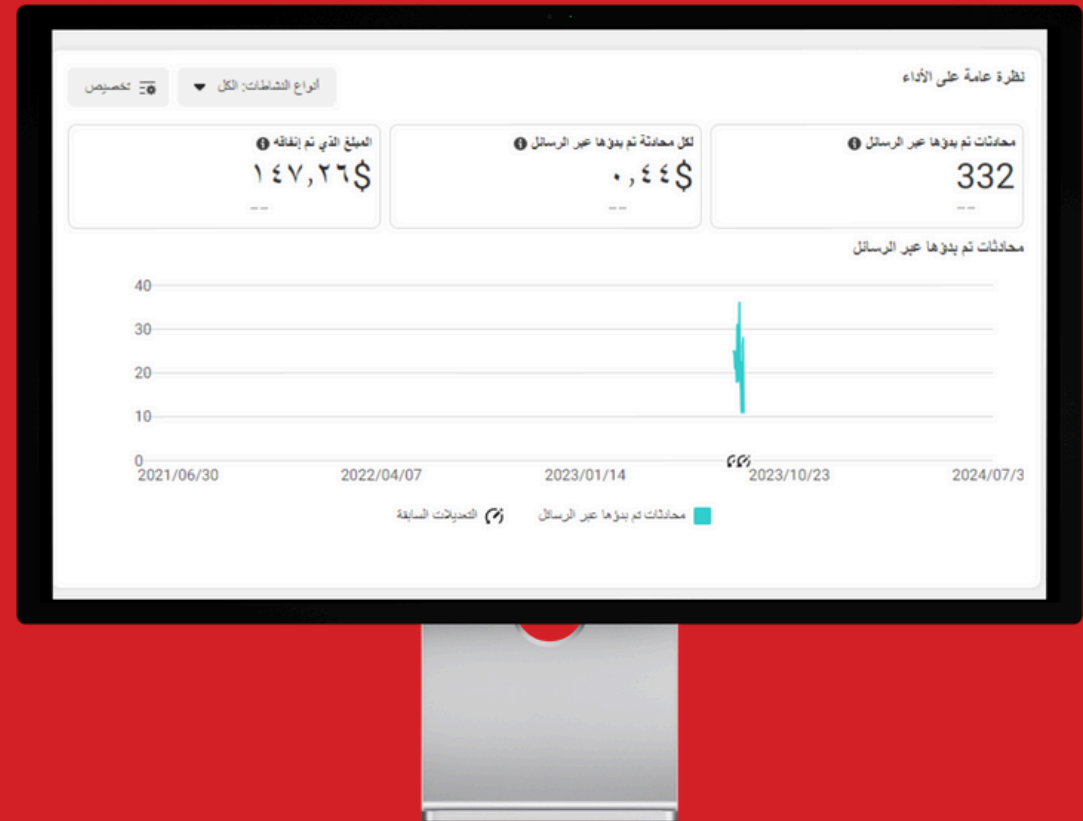 نظرة عامة على الأداء
أنواع النشاطات: الكل
تخصيص
محادثات تم بدؤها عبر الرسائل
332
--
لكل محادثة تم بدؤها عبر الرسائل
٠,٤٤$
--
المبلغ الذي تم إنفاقه
١٤٧,٢٦$
--
محادثات تم بدؤها عبر الرسائل
40
30
20
10
0
2021/06/30 2022/04/07 2023/01/14 2023/10/23 2024/07/3
محادثات تم بدؤها عبر الرسائل
التعديلات السابقة